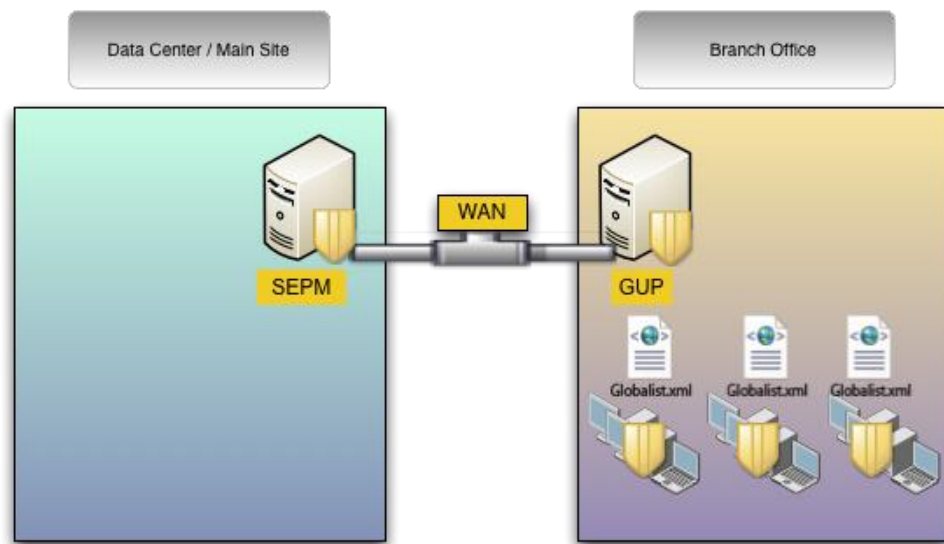 Data Center / Main Site
Branch Office
WAN
SEPM
GUP
Globalist.xml
Globalist.xml
Globalist.xml